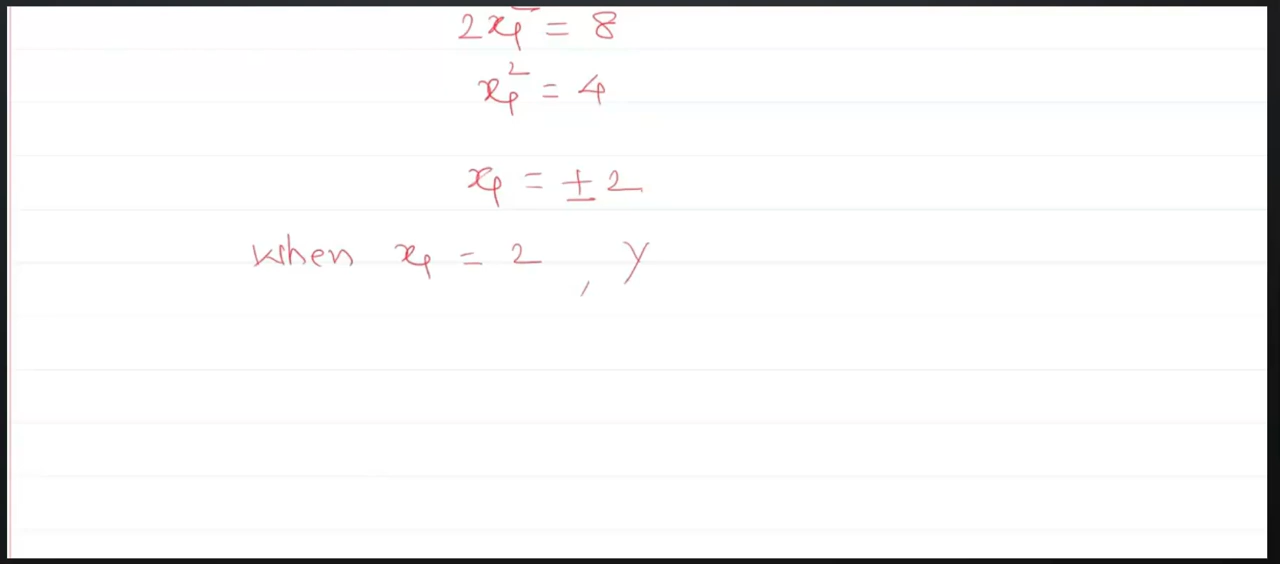 2x₁² = 8
x₁² = 4
x₁ = ± 2
when x₁ = 2 , y